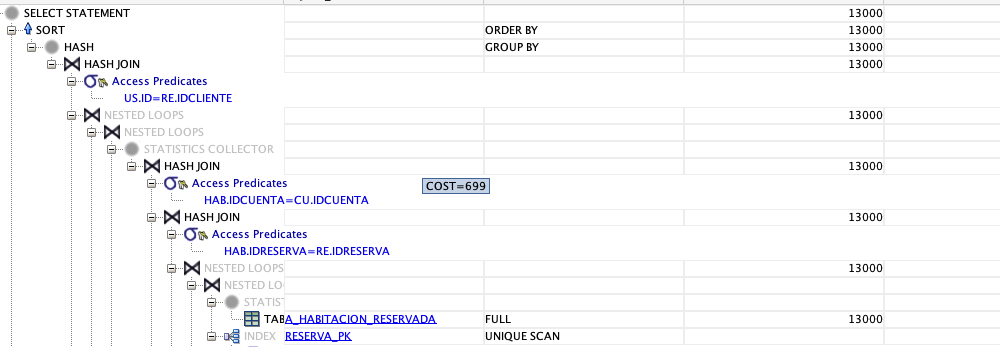 SELECT STATEMENT 13000
SORT ORDER BY 13000
HASH GROUP BY 13000
HASH JOIN 13000
Access Predicates
US.ID=RE.IDCLIENTE
NESTED LOOPS 13000
NESTED LOOPS
STATISTICS COLLECTOR
HASH JOIN 13000
Access Predicates COST=699
HAB.IDCUENTA=CU.IDCUENTA
HASH JOIN 13000
Access Predicates
HAB.IDRESERVA=RE.IDRESERVA
NESTED LOOPS 13000
NESTED LO
STATIST
TAB A_HABITACION_RESERVADA FULL 13000
INDEX RESERVA_PK UNIQUE SCAN